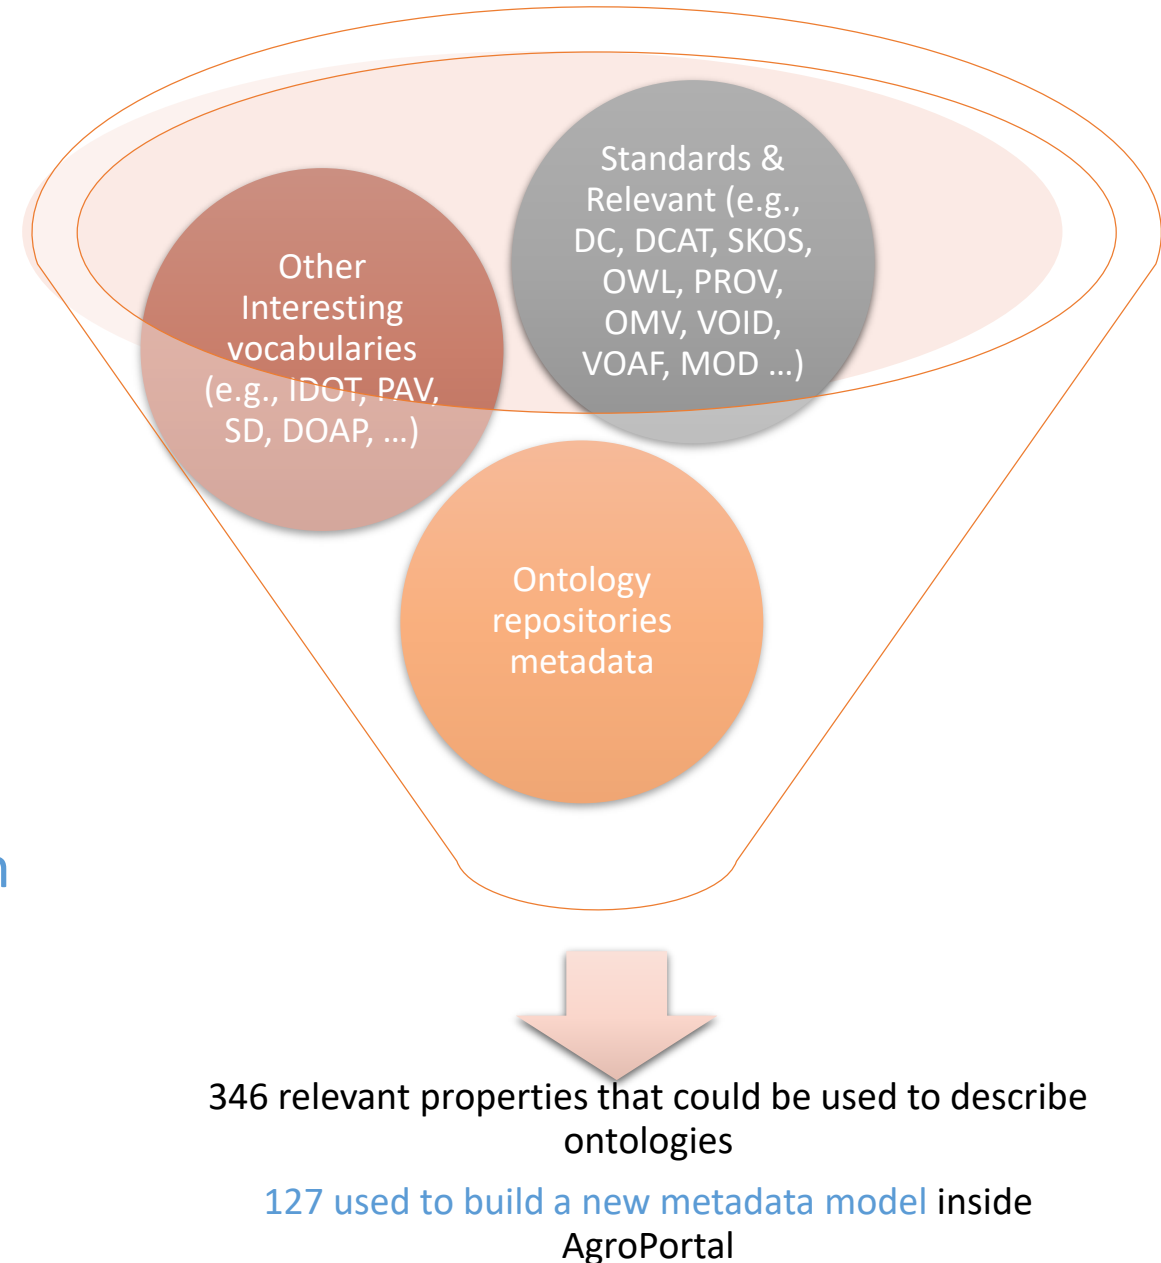 Standards &
Relevant (e.g.,
DC, DCAT, SKOS,
OWL, PROV,
OMV, VOID,
VOAF, MOD ...)
Other
Interesting
vocabularies
(e.g., IDOT, PAV,
SD, DOAP, ...)
Ontology
repositories
metadata
n
346 relevant properties that could be used to describe
ontologies
127 used to build a new metadata model inside
AgroPortal